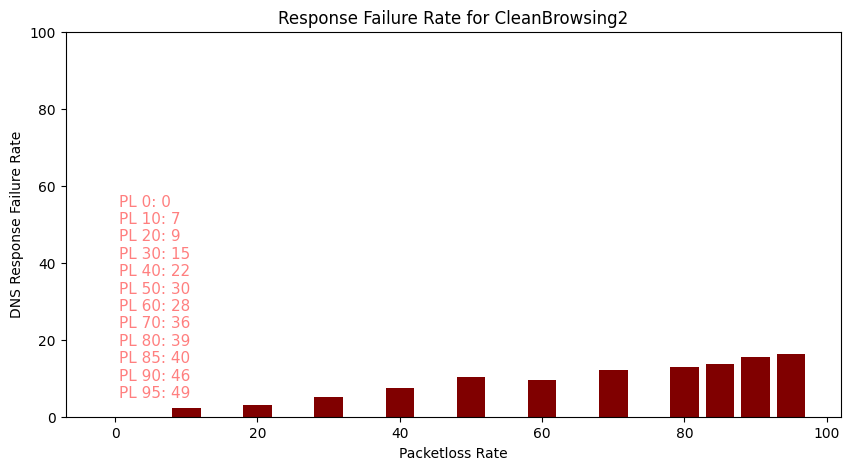 Response Failure Rate for CleanBrowsing2
DNS Response Failure Rate
100
80
60
40
20
0
PL 0: 0
PL 10: 7
PL 20: 9
PL 30: 15
PL 40: 22
PL 50: 30
PL 60: 28
PL 70: 36
PL 80: 39
PL 85: 40
PL 90: 46
PL 95: 49
0 20 40 60 80 100
Packetloss Rate